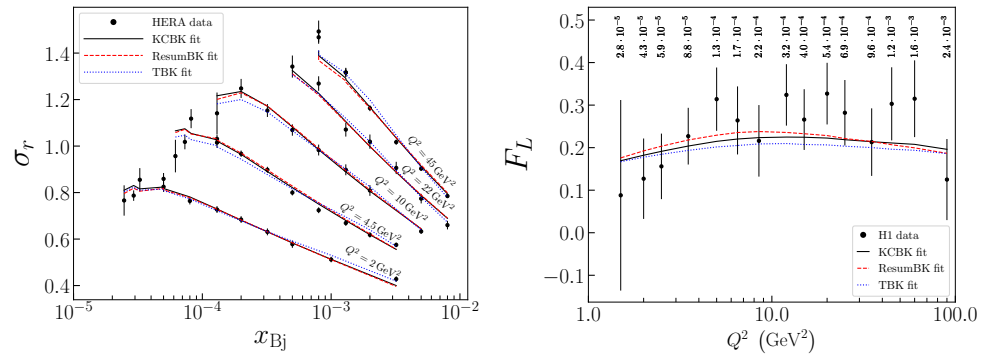 σr
1.4
1.2
1.0
0.8
0.6
0.4
HERA data
KCBK fit
ResumBK fit
TBK fit
Q² = 45 GeV²
Q² = 22 GeV²
Q² = 10 GeV²
Q² = 4.5 GeV²
Q² = 2 GeV²
10⁻⁵ 10⁻⁴ 10⁻³ 10⁻²
xBj
FL
0.5
0.4
0.3
0.2
0.1
0.0
−0.1
2.8 · 10⁻⁵
4.3 · 10⁻⁵
5.9 · 10⁻⁵
8.8 · 10⁻⁵
1.3 · 10⁻⁴
1.7 · 10⁻⁴
2.2 · 10⁻⁴
3.2 · 10⁻⁴
4.0 · 10⁻⁴
5.4 · 10⁻⁴
6.9 · 10⁻⁴
9.6 · 10⁻⁴
1.2 · 10⁻³
1.6 · 10⁻³
2.4 · 10⁻³
H1 data
KCBK fit
ResumBK fit
TBK fit
1.0 10.0 100.0
Q² (GeV²)